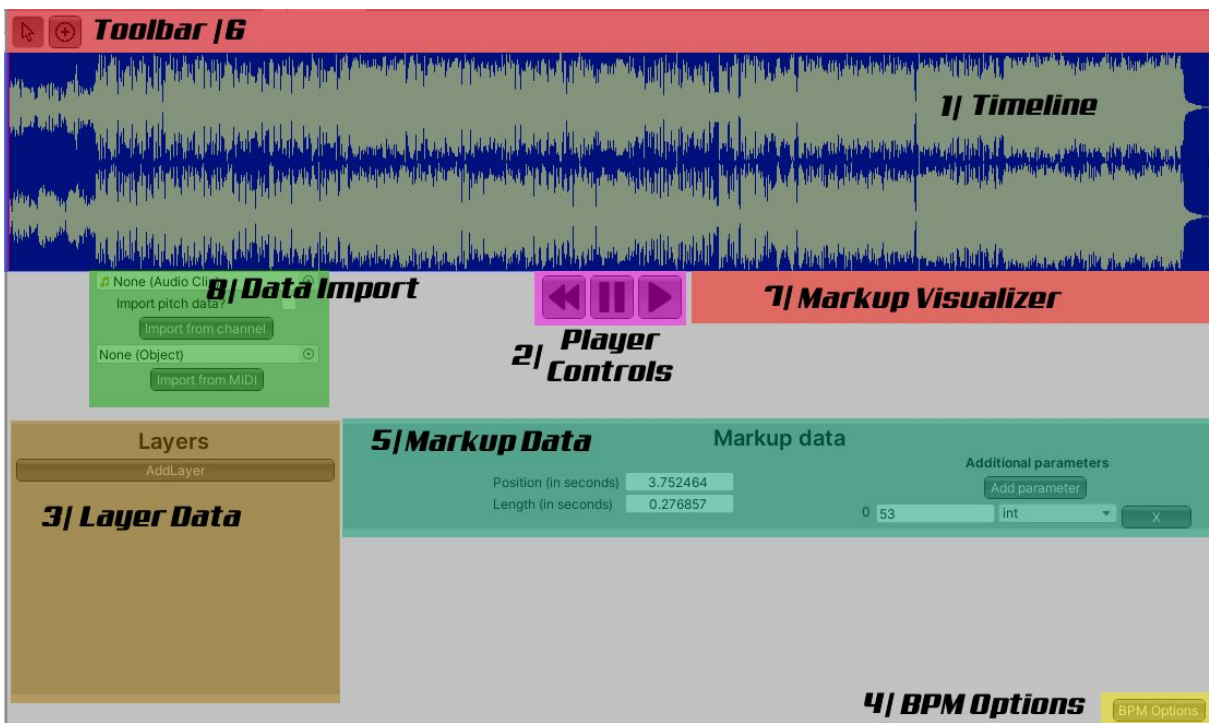 Toolbar |6
1| Timeline
None (Audio Clip)
8| Data Import
Import pitch data?
Import from channel
None (Object)
Import from MIDI
7| Markup Visualizer
2| Player
Controls
Layers
AddLayer
3| Layer Data
5| Markup Data
Markup data
Position (in seconds) 3.752464
Length (in seconds) 0.276857
Additional parameters
Add parameter
0 53 int X
4| BPM Options
BPM Options